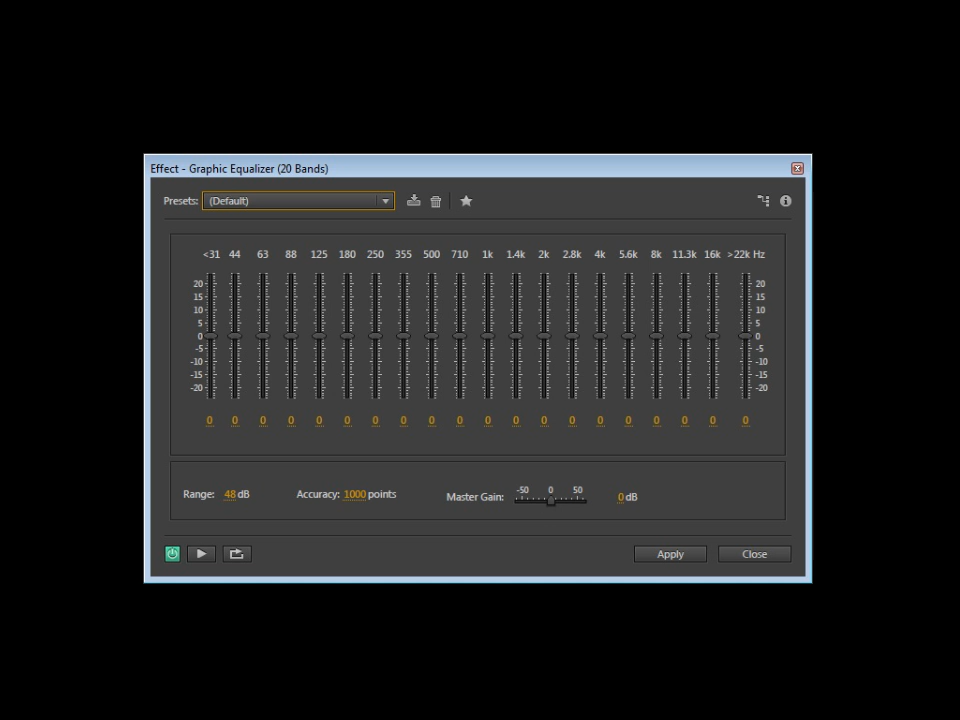 Effect - Graphic Equalizer (20 Bands)
Presets: (Default)
<31 44 63 88 125 180 250 355 500 710 1k 1.4k 2k 2.8k 4k 5.6k 8k 11.3k 16k >22k Hz
20 20
15 15
10 10
5 5
0 0
-5 -5
-10 -10
-15 -15
-20 -20
0 0 0 0 0 0 0 0 0 0 0 0 0 0 0 0 0 0 0 0
-50 0 50
Range: 48 dB Accuracy: 1000 points Master Gain: 0 dB
Apply Close